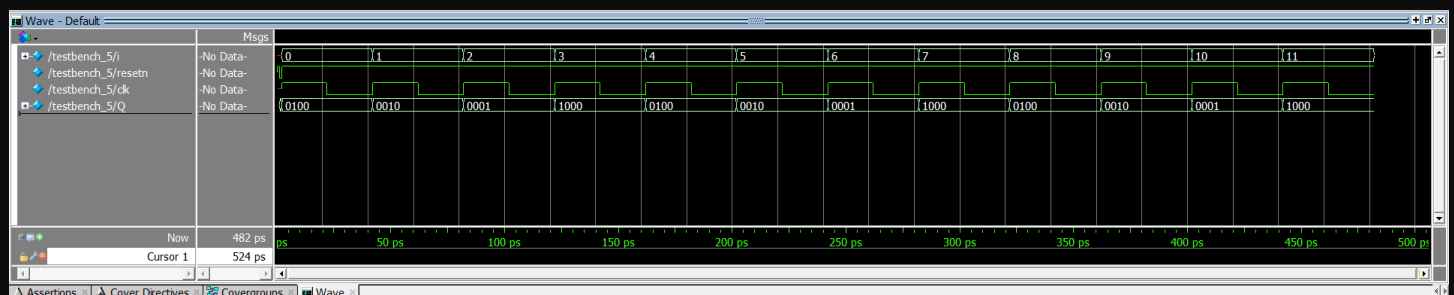 Wave - Default
Msgs
/testbench_5/i -No Data- 0 1 2 3 4 5 6 7 8 9 10 11
/testbench_5/resetn -No Data-
/testbench_5/clk -No Data-
/testbench_5/Q -No Data- 0100 0010 0001 1000 0100 0010 0001 1000 0100 0010 0001 1000
Now 482 ps ps 50 ps 100 ps 150 ps 200 ps 250 ps 300 ps 350 ps 400 ps 450 ps 500 ps
Cursor 1 524 ps
Assertions Cover Directives Covergroups Wave